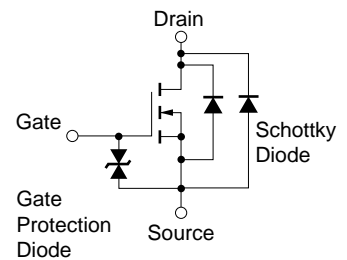 Drain
Gate
Schottky
Diode
Gate
Protection
Diode
Source